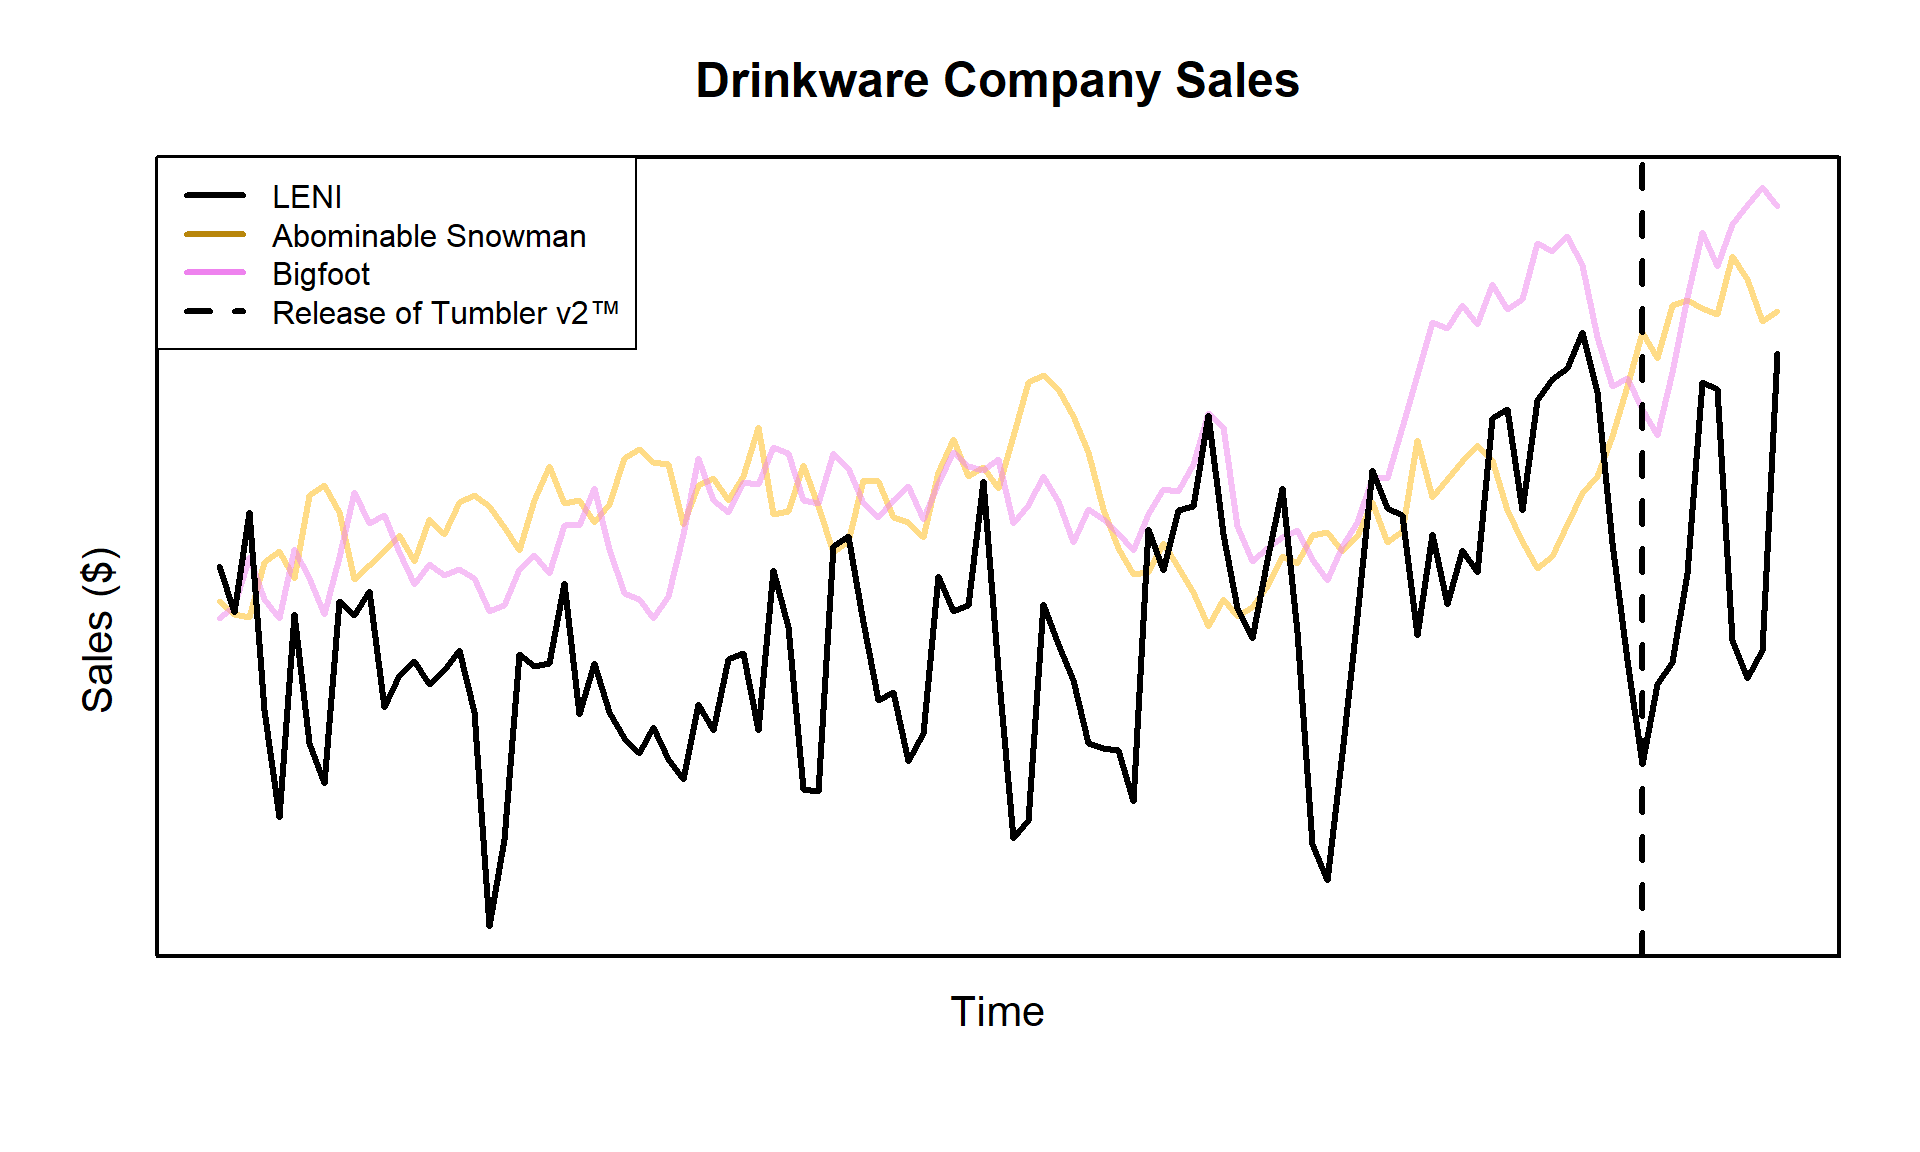 Drinkware Company Sales
LENI
Abominable Snowman
Bigfoot
Release of Tumbler v2™
Sales ($)
Time